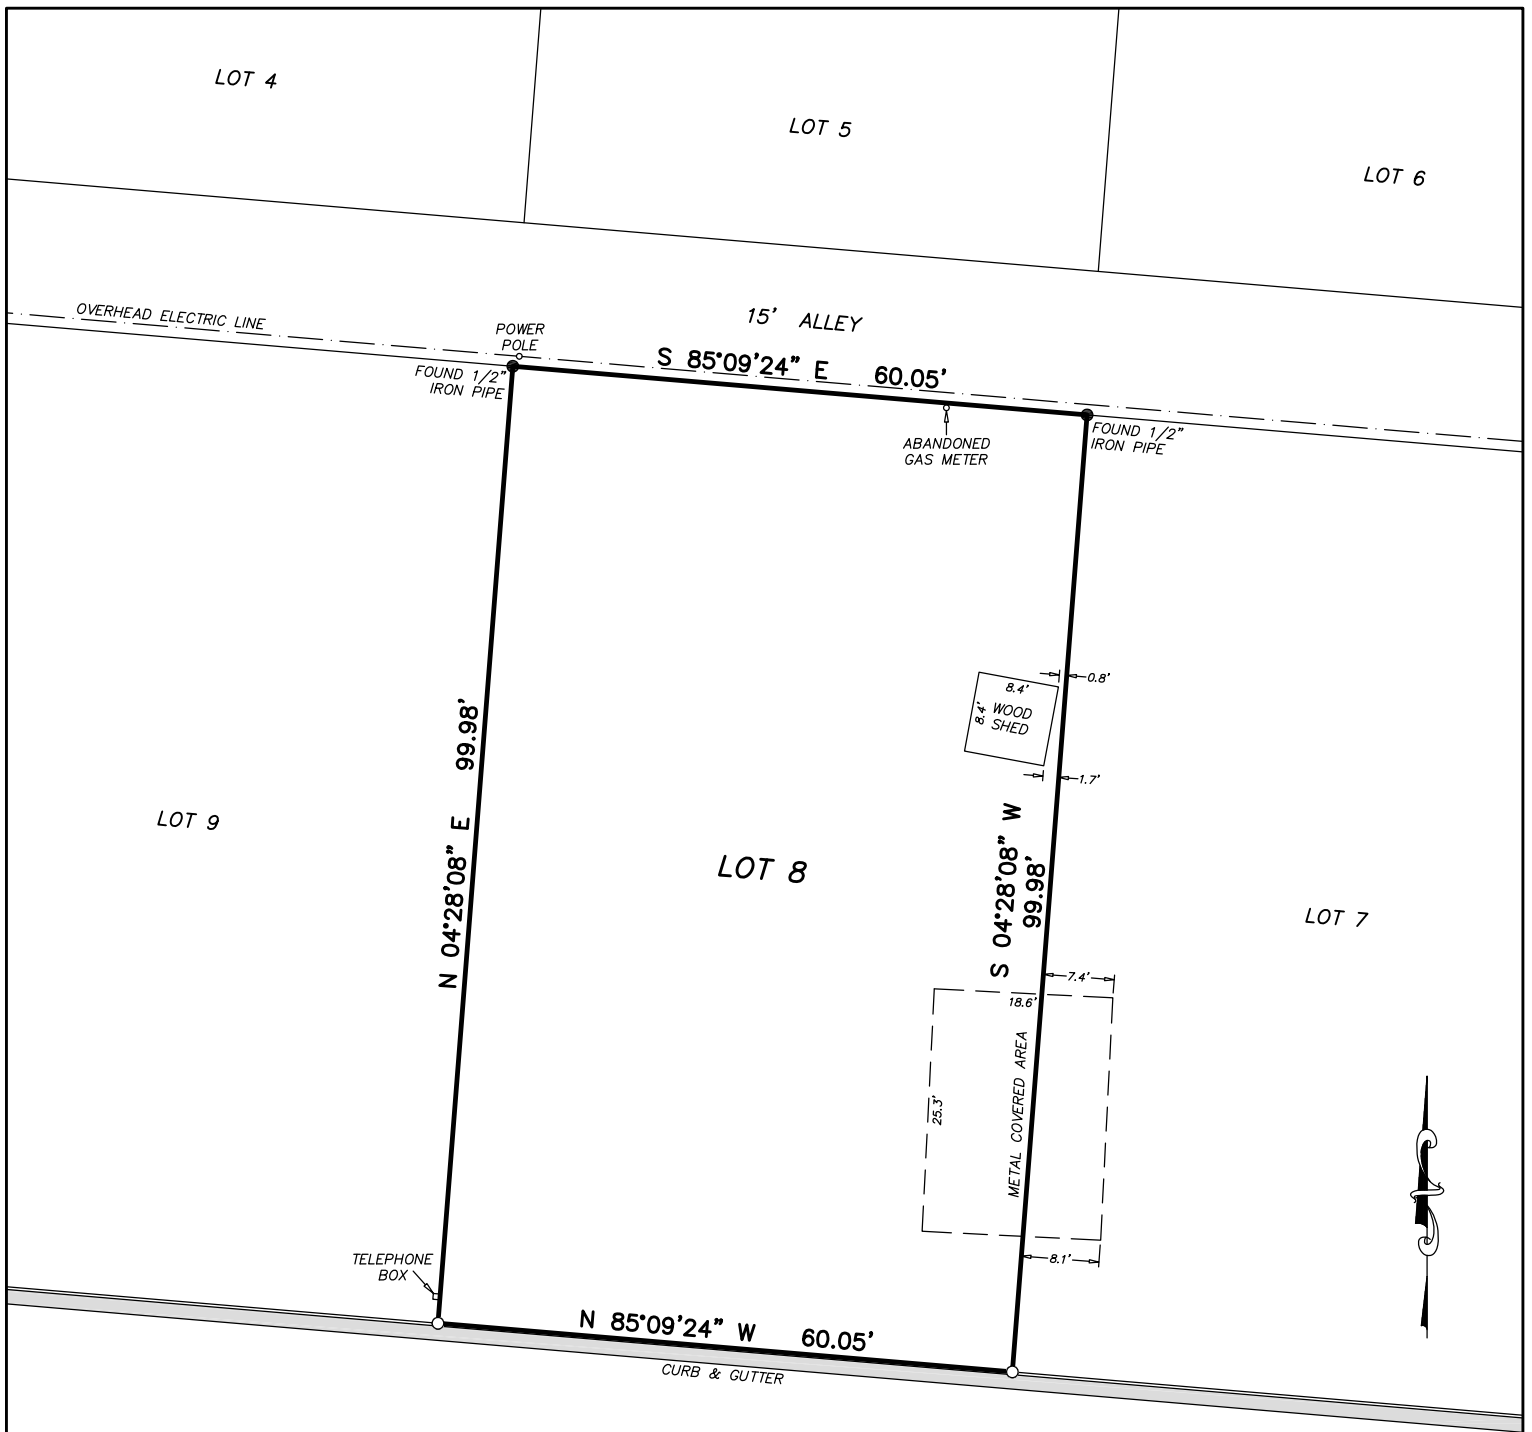 LOT 4
LOT 5
LOT 6
OVERHEAD ELECTRIC LINE
15' ALLEY
POWER
POLE
S 85°09'24" E 60.05'
FOUND 1/2"
IRON PIPE
FOUND 1/2"
IRON PIPE
ABANDONED
GAS METER
0.8'
8.4'
8.4'
WOOD
SHED
1.7'
N 04°28'08" E 99.98'
S 04°28'08" W
99.98'
LOT 9
LOT 8
LOT 7
7.4'
18.6'
METAL COVERED AREA
25.3'
8.1'
TELEPHONE
BOX
N 85°09'24" W 60.05'
CURB & GUTTER